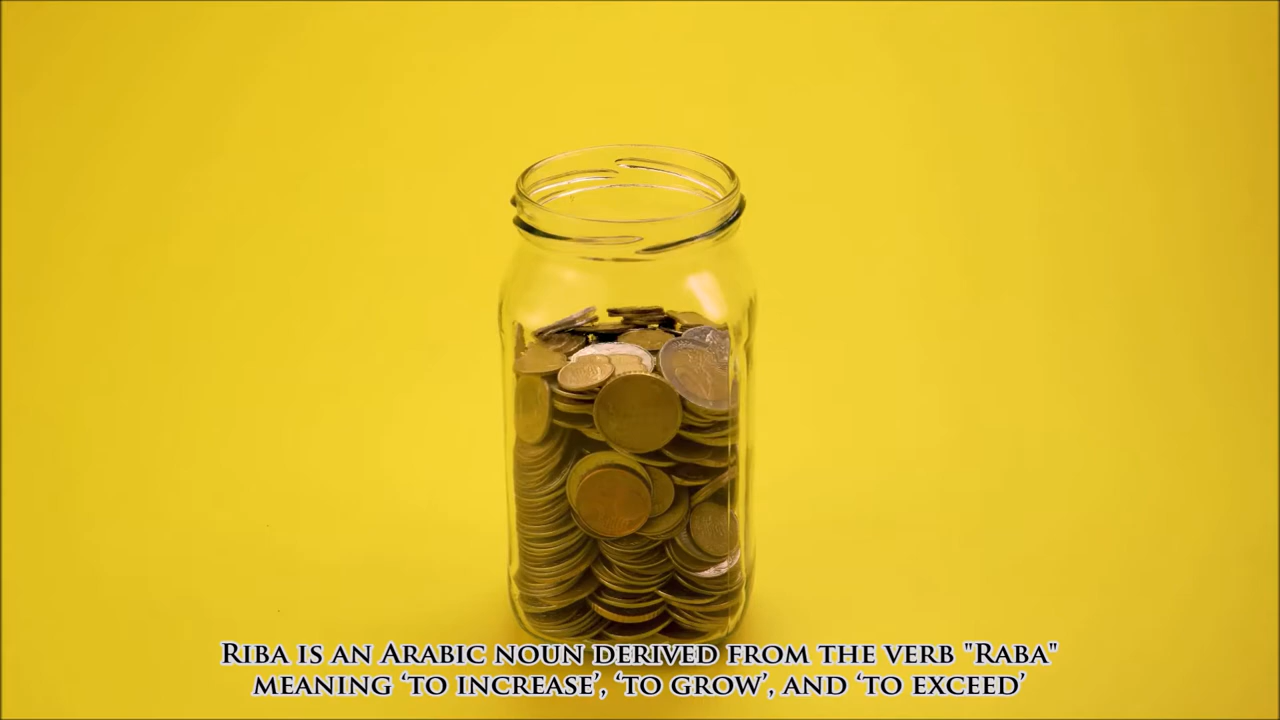 Riba is an Arabic noun derived from the verb "Raba"
meaning ‘to increase’, ‘to grow’, and ‘to exceed’